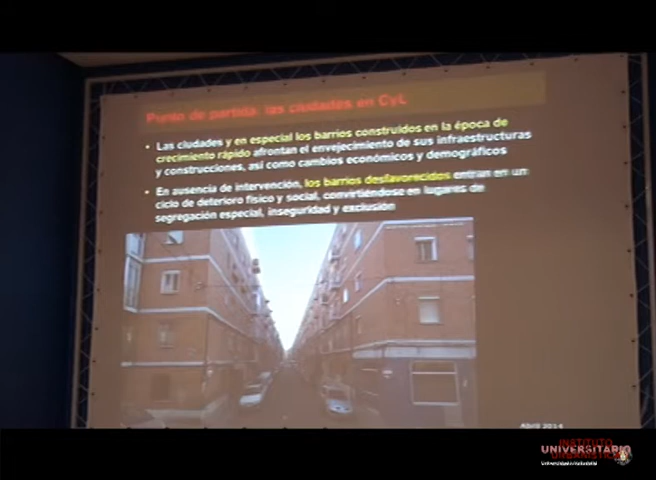 Punto de partida: las ciudades en CyL
• Las ciudades y en especial los barrios construidos en la época de
crecimiento rápido afrontan el envejecimiento de sus infraestructuras
y construcciones, así como cambios económicos y demográficos
• En ausencia de intervención, los barrios desfavorecidos entran en un
ciclo de deterioro físico y social, convirtiéndose en lugares de
segregación especial, inseguridad y exclusión
Abril 2014
INSTITUTO
UNIVERSITARIO
Universidad de Valladolid